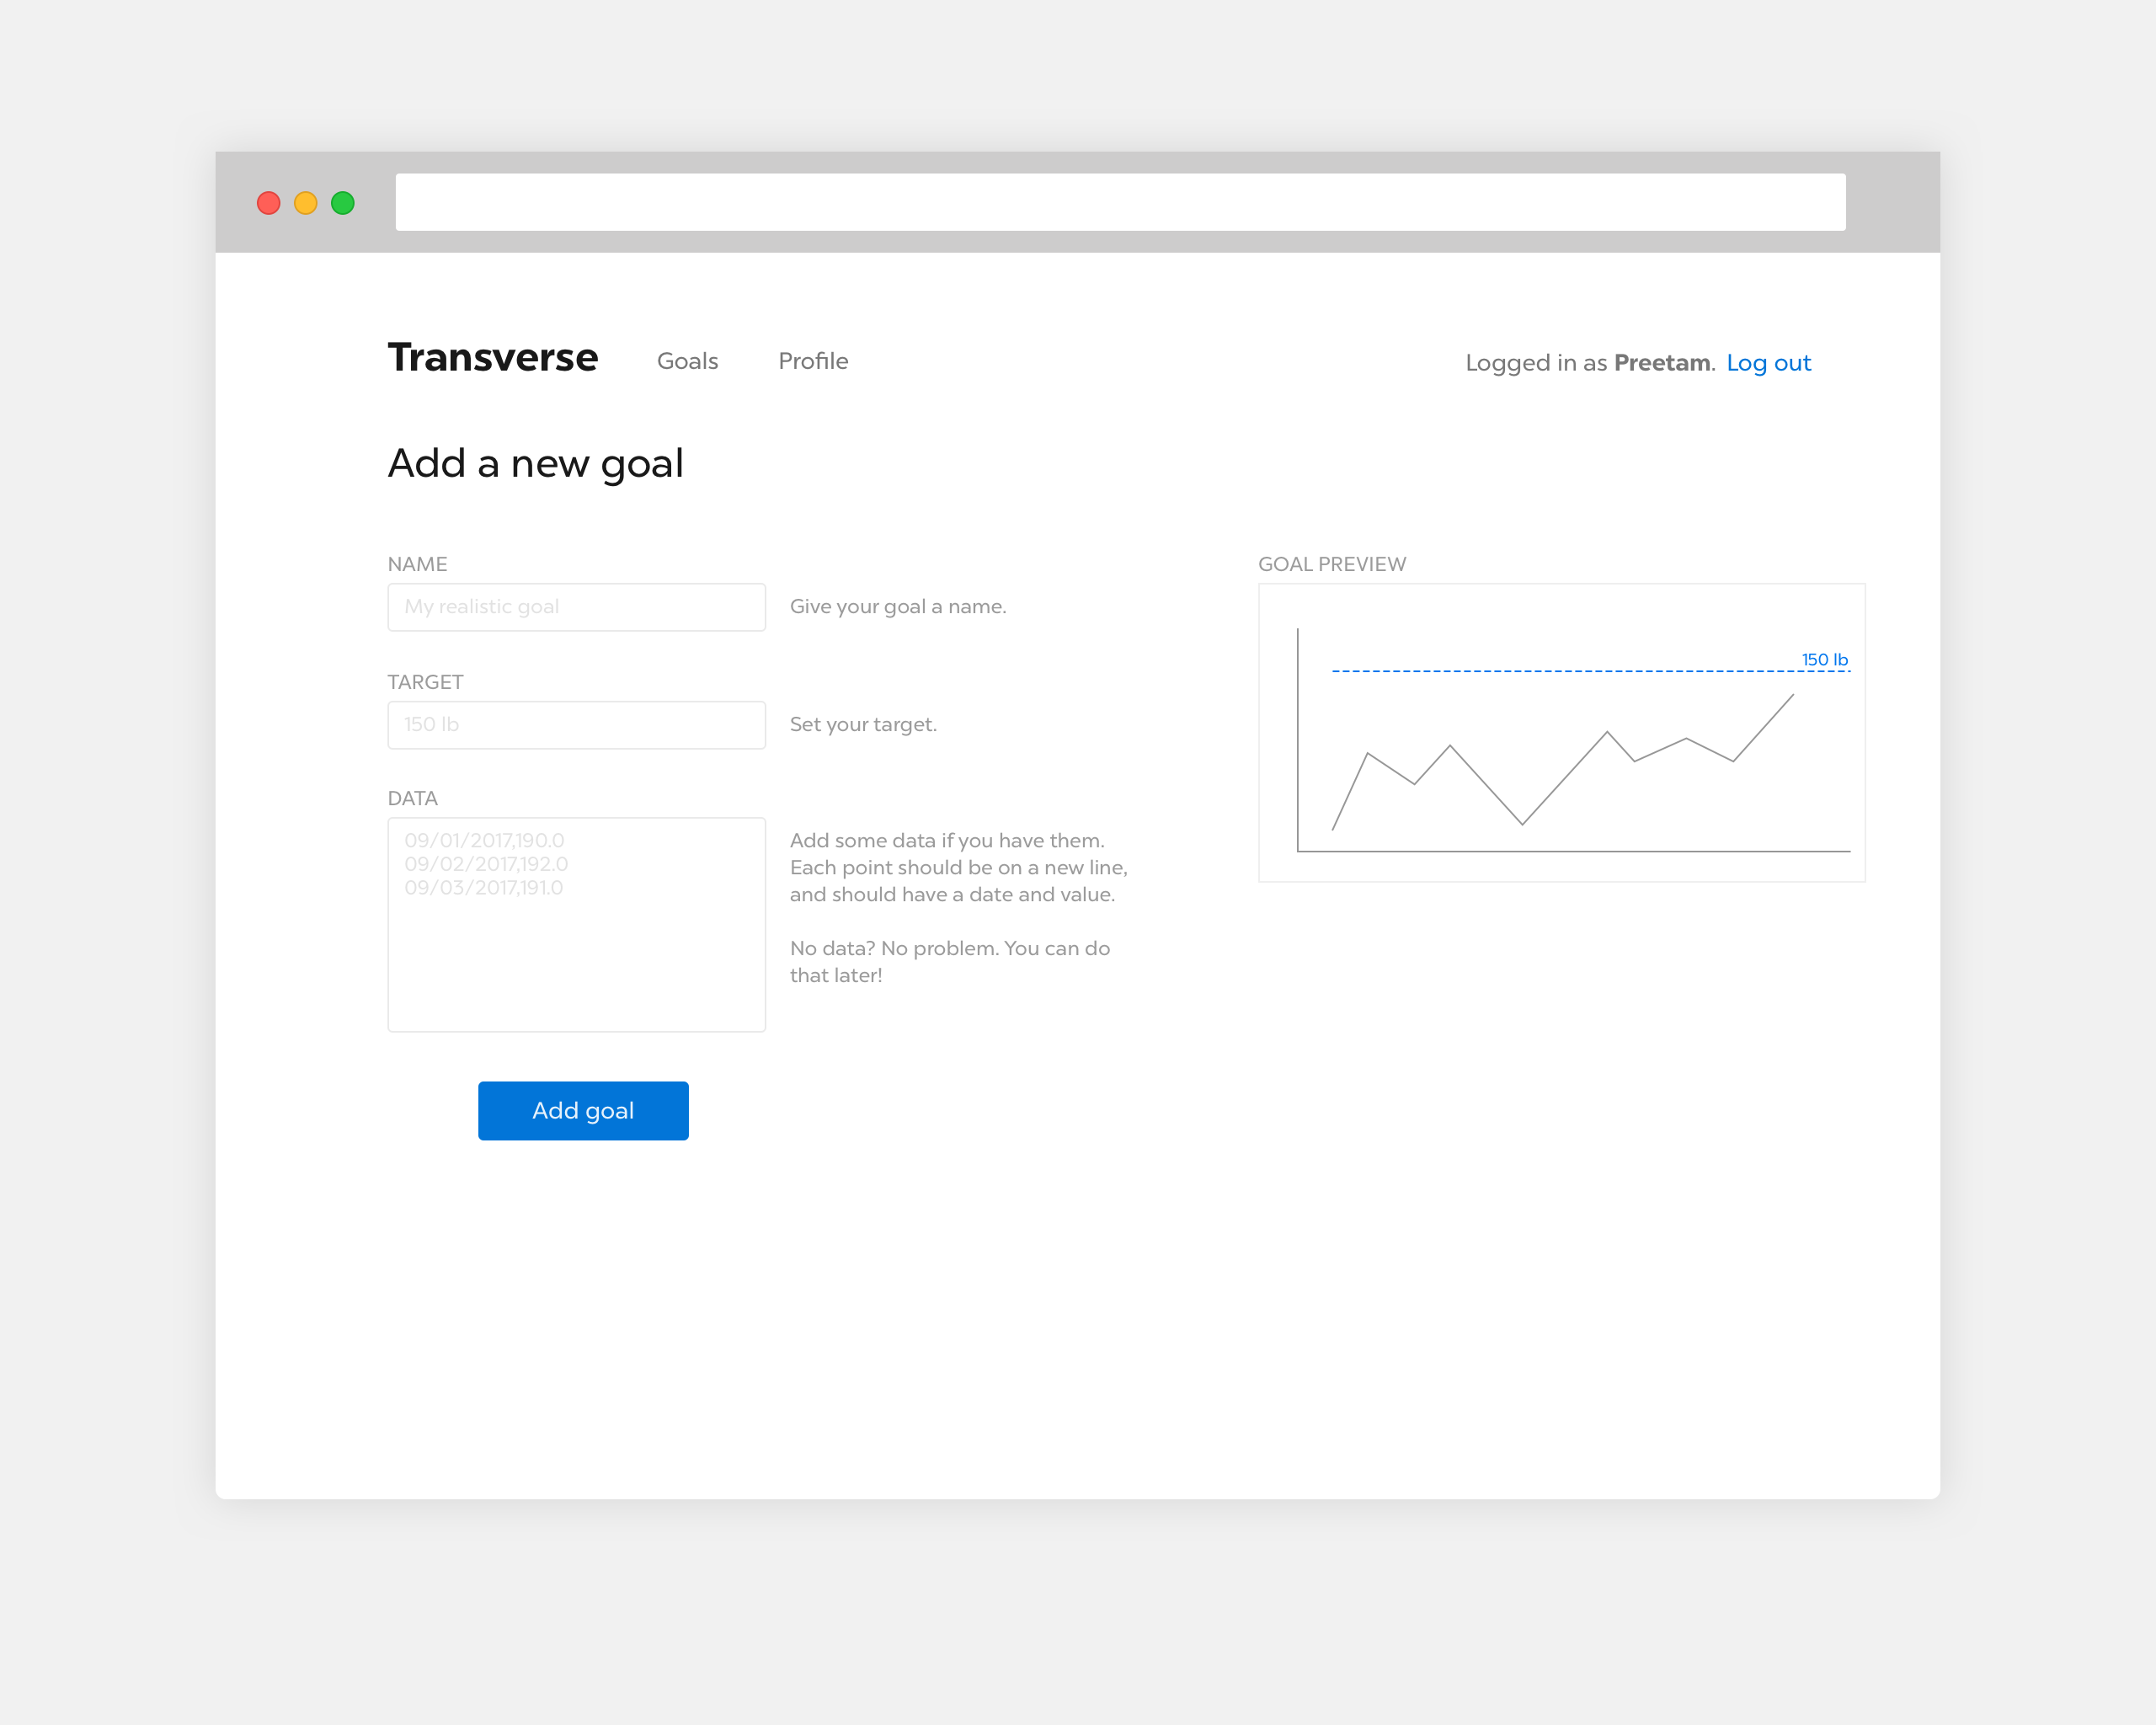 Transverse Goals Profile Logged in as Preetam. Log out
Add a new goal
NAME
My realistic goal
Give your goal a name.
TARGET
150 lb
Set your target.
DATA
09/01/2017,190.0
09/02/2017,192.0
09/03/2017,191.0
Add some data if you have them.
Each point should be on a new line,
and should have a date and value.
No data? No problem. You can do
that later!
Add goal
GOAL PREVIEW
150 lb